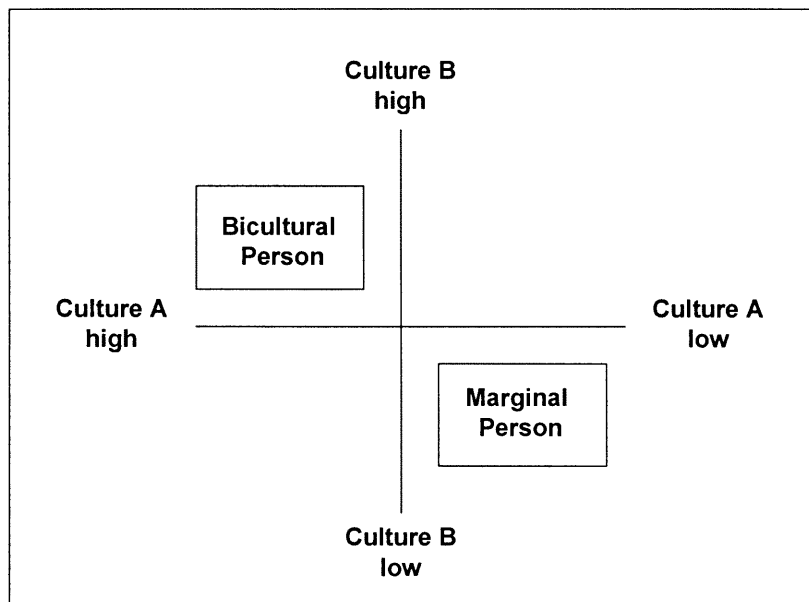 Culture B
high
Bicultural
Person
Culture A
high
Culture A
low
Marginal
Person
Culture B
low